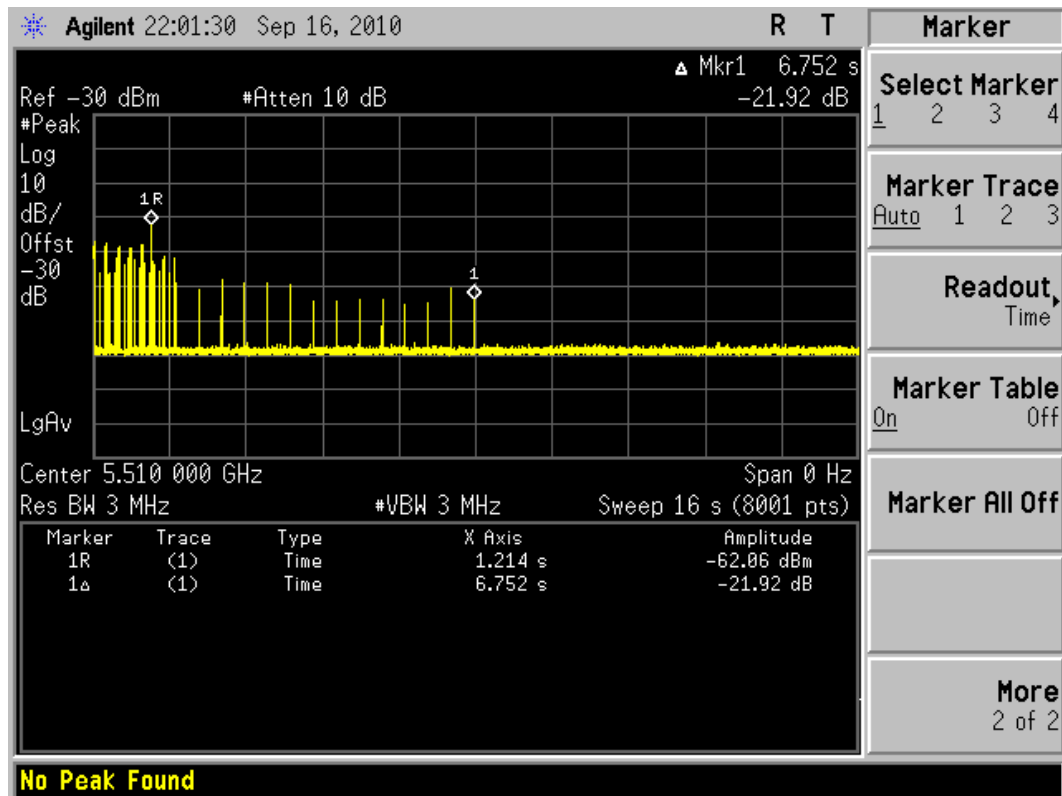 Agilent 22:01:30 Sep 16, 2010 R T
Marker
Δ Mkr1 6.752 s
Ref -30 dBm #Atten 10 dB -21.92 dB
#Peak
Log
10
dB/
Offst
-30
dB
LgAv
1R
1
Center 5.510 000 GHz Span 0 Hz
Res BW 3 MHz #VBW 3 MHz Sweep 16 s (8001 pts)
Marker Trace Type X Axis Amplitude
1R (1) Time 1.214 s -62.06 dBm
1Δ (1) Time 6.752 s -21.92 dB
Select Marker
1 2 3 4
Marker Trace
Auto 1 2 3
Readout
Time
Marker Table
On Off
Marker All Off
More
2 of 2
No Peak Found